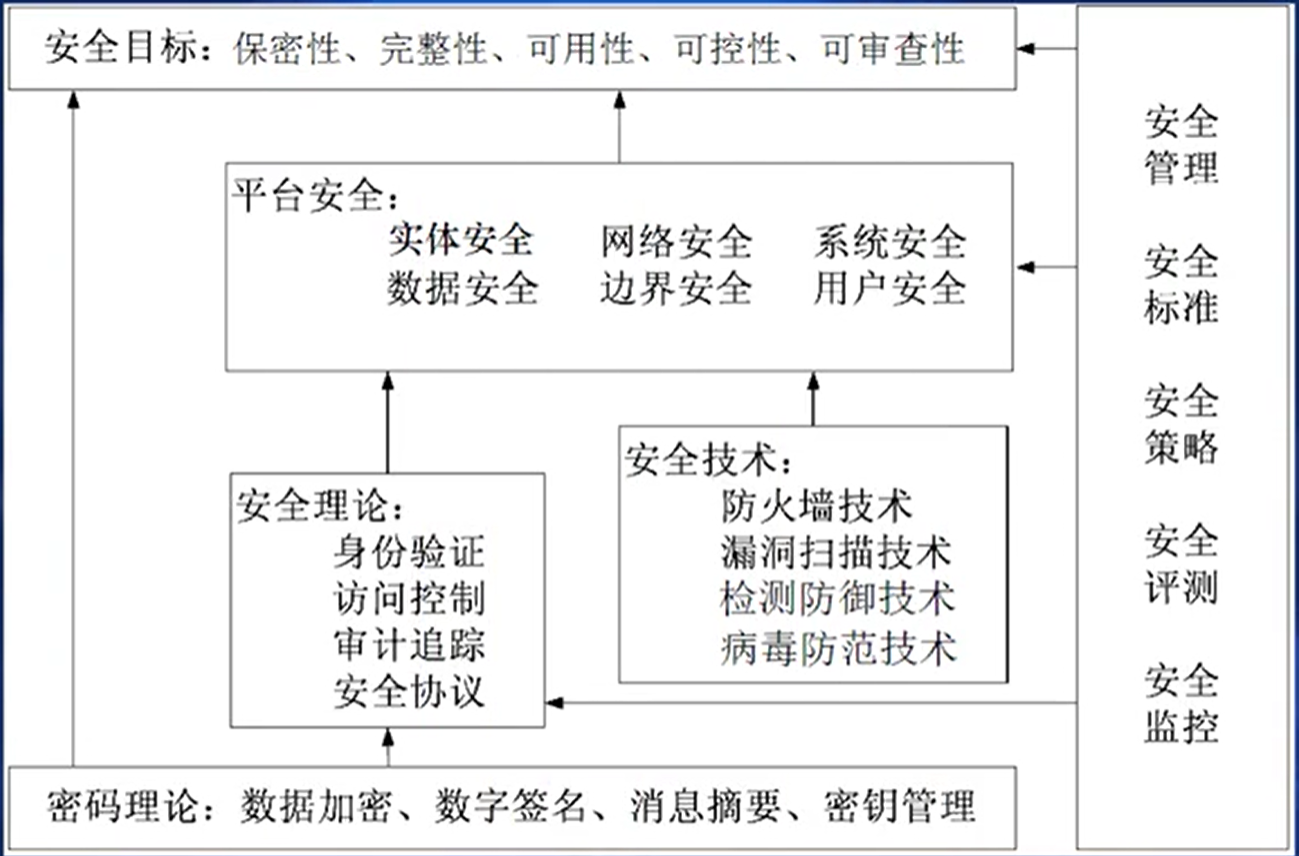 安全目标：保密性、完整性、可用性、可控性、可审查性
平台安全：
实体安全 网络安全 系统安全
数据安全 边界安全 用户安全
安全理论：
身份验证
访问控制
审计追踪
安全协议
安全技术：
防火墙技术
漏洞扫描技术
检测防御技术
病毒防范技术
密码理论：数据加密、数字签名、消息摘要、密钥管理
安全
管理
安全
标准
安全
策略
安全
评测
安全
监控